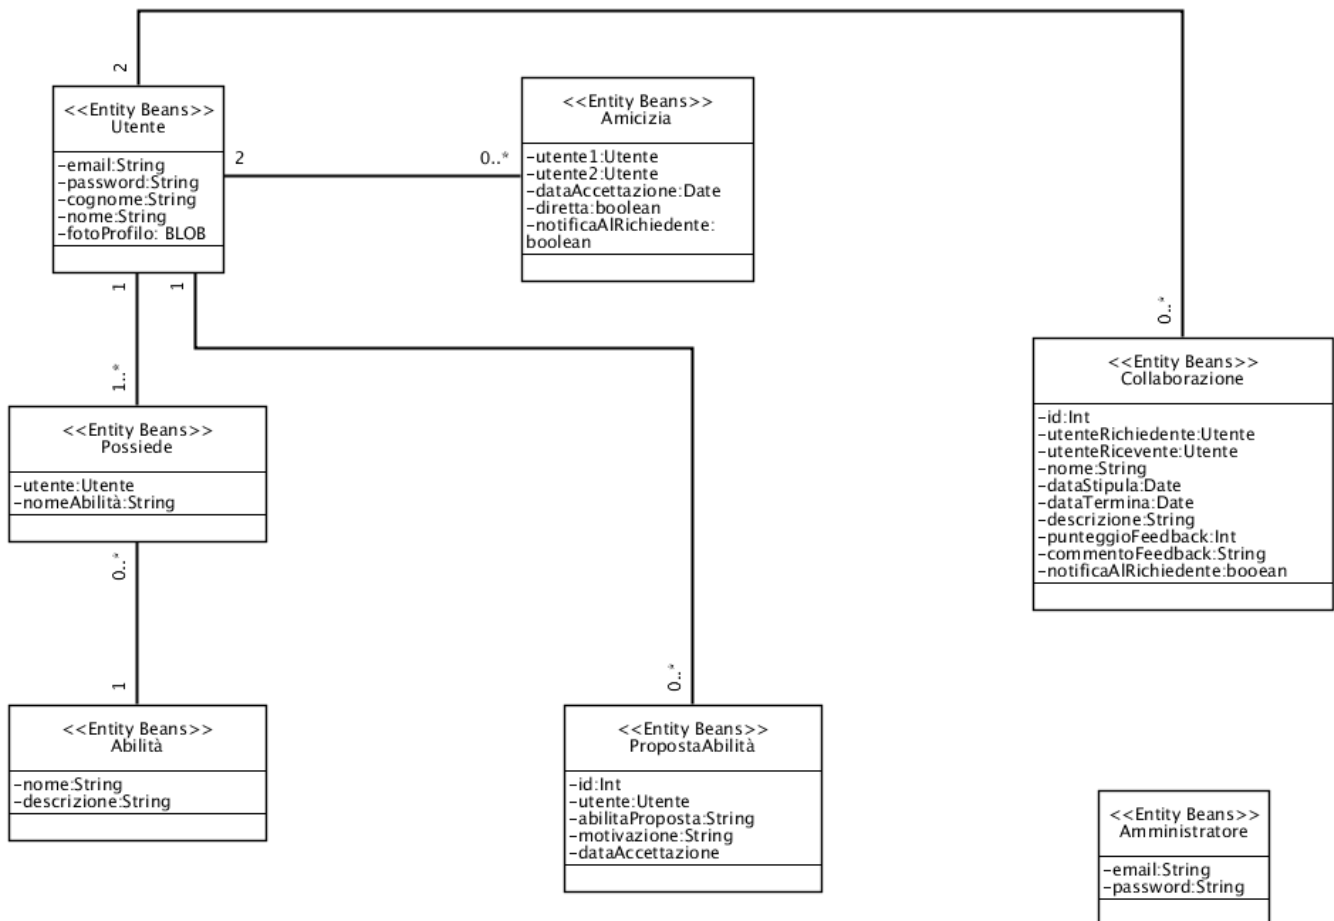 2
<<Entity Beans>>
Utente
-email:String
-password:String
-cognome:String
-nome:String
-fotoProfilo: BLOB
2
0..*
<<Entity Beans>>
Amicizia
-utente1:Utente
-utente2:Utente
-dataAccettazione:Date
-diretta:boolean
-notificaAlRichiedente:
boolean
1
1
0..*
<<Entity Beans>>
Collaborazione
-id:Int
-utenteRichiedente:Utente
-utenteRicevente:Utente
-nome:String
-dataStipula:Date
-dataTermina:Date
-descrizione:String
-punteggioFeedback:Int
-commentoFeedback:String
-notificaAlRichiedente:booean
1..*
<<Entity Beans>>
Possiede
-utente:Utente
-nomeAbilità:String
0..*
1
<<Entity Beans>>
Abilità
-nome:String
-descrizione:String
0..*
<<Entity Beans>>
PropostaAbilità
-id:Int
-utente:Utente
-abilitaProposta:String
-motivazione:String
-dataAccettazione
<<Entity Beans>>
Amministratore
-email:String
-password:String